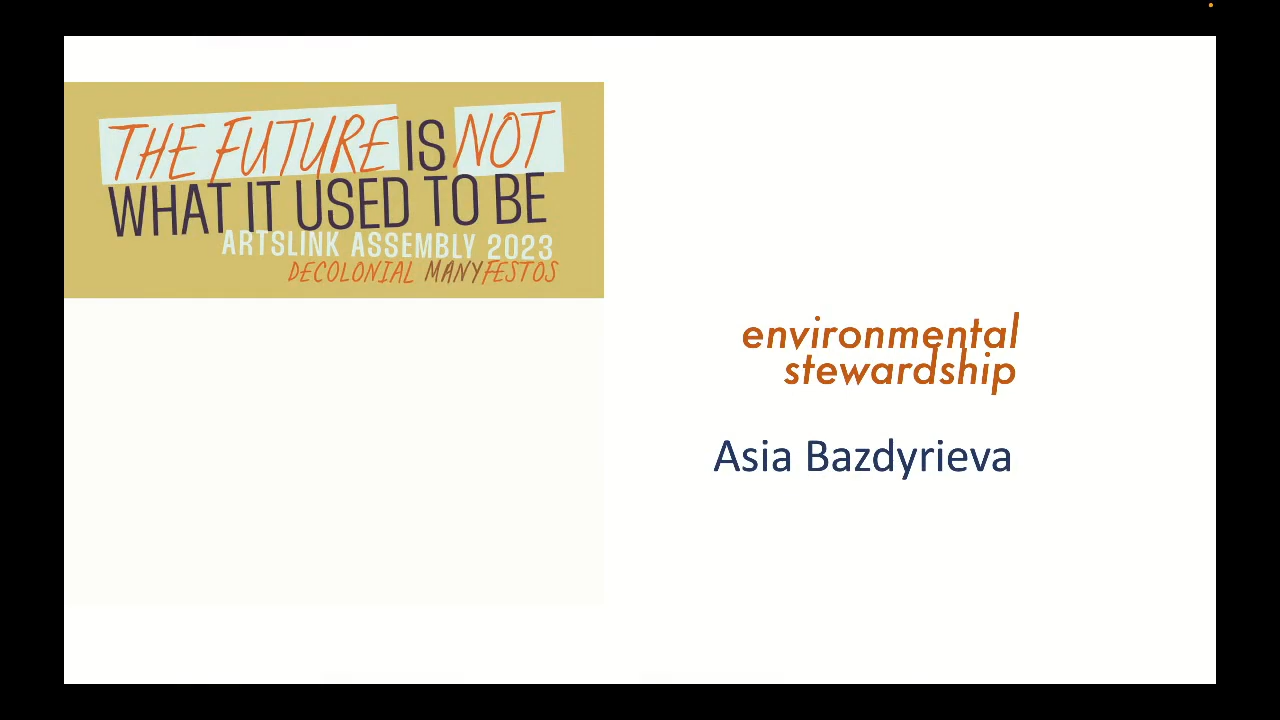 THE FUTURE IS NOT
WHAT IT USED TO BE
ARTSLINK ASSEMBLY 2023
DECOLONIAL MANYFESTOS
environmental
stewardship
Asia Bazdyrieva